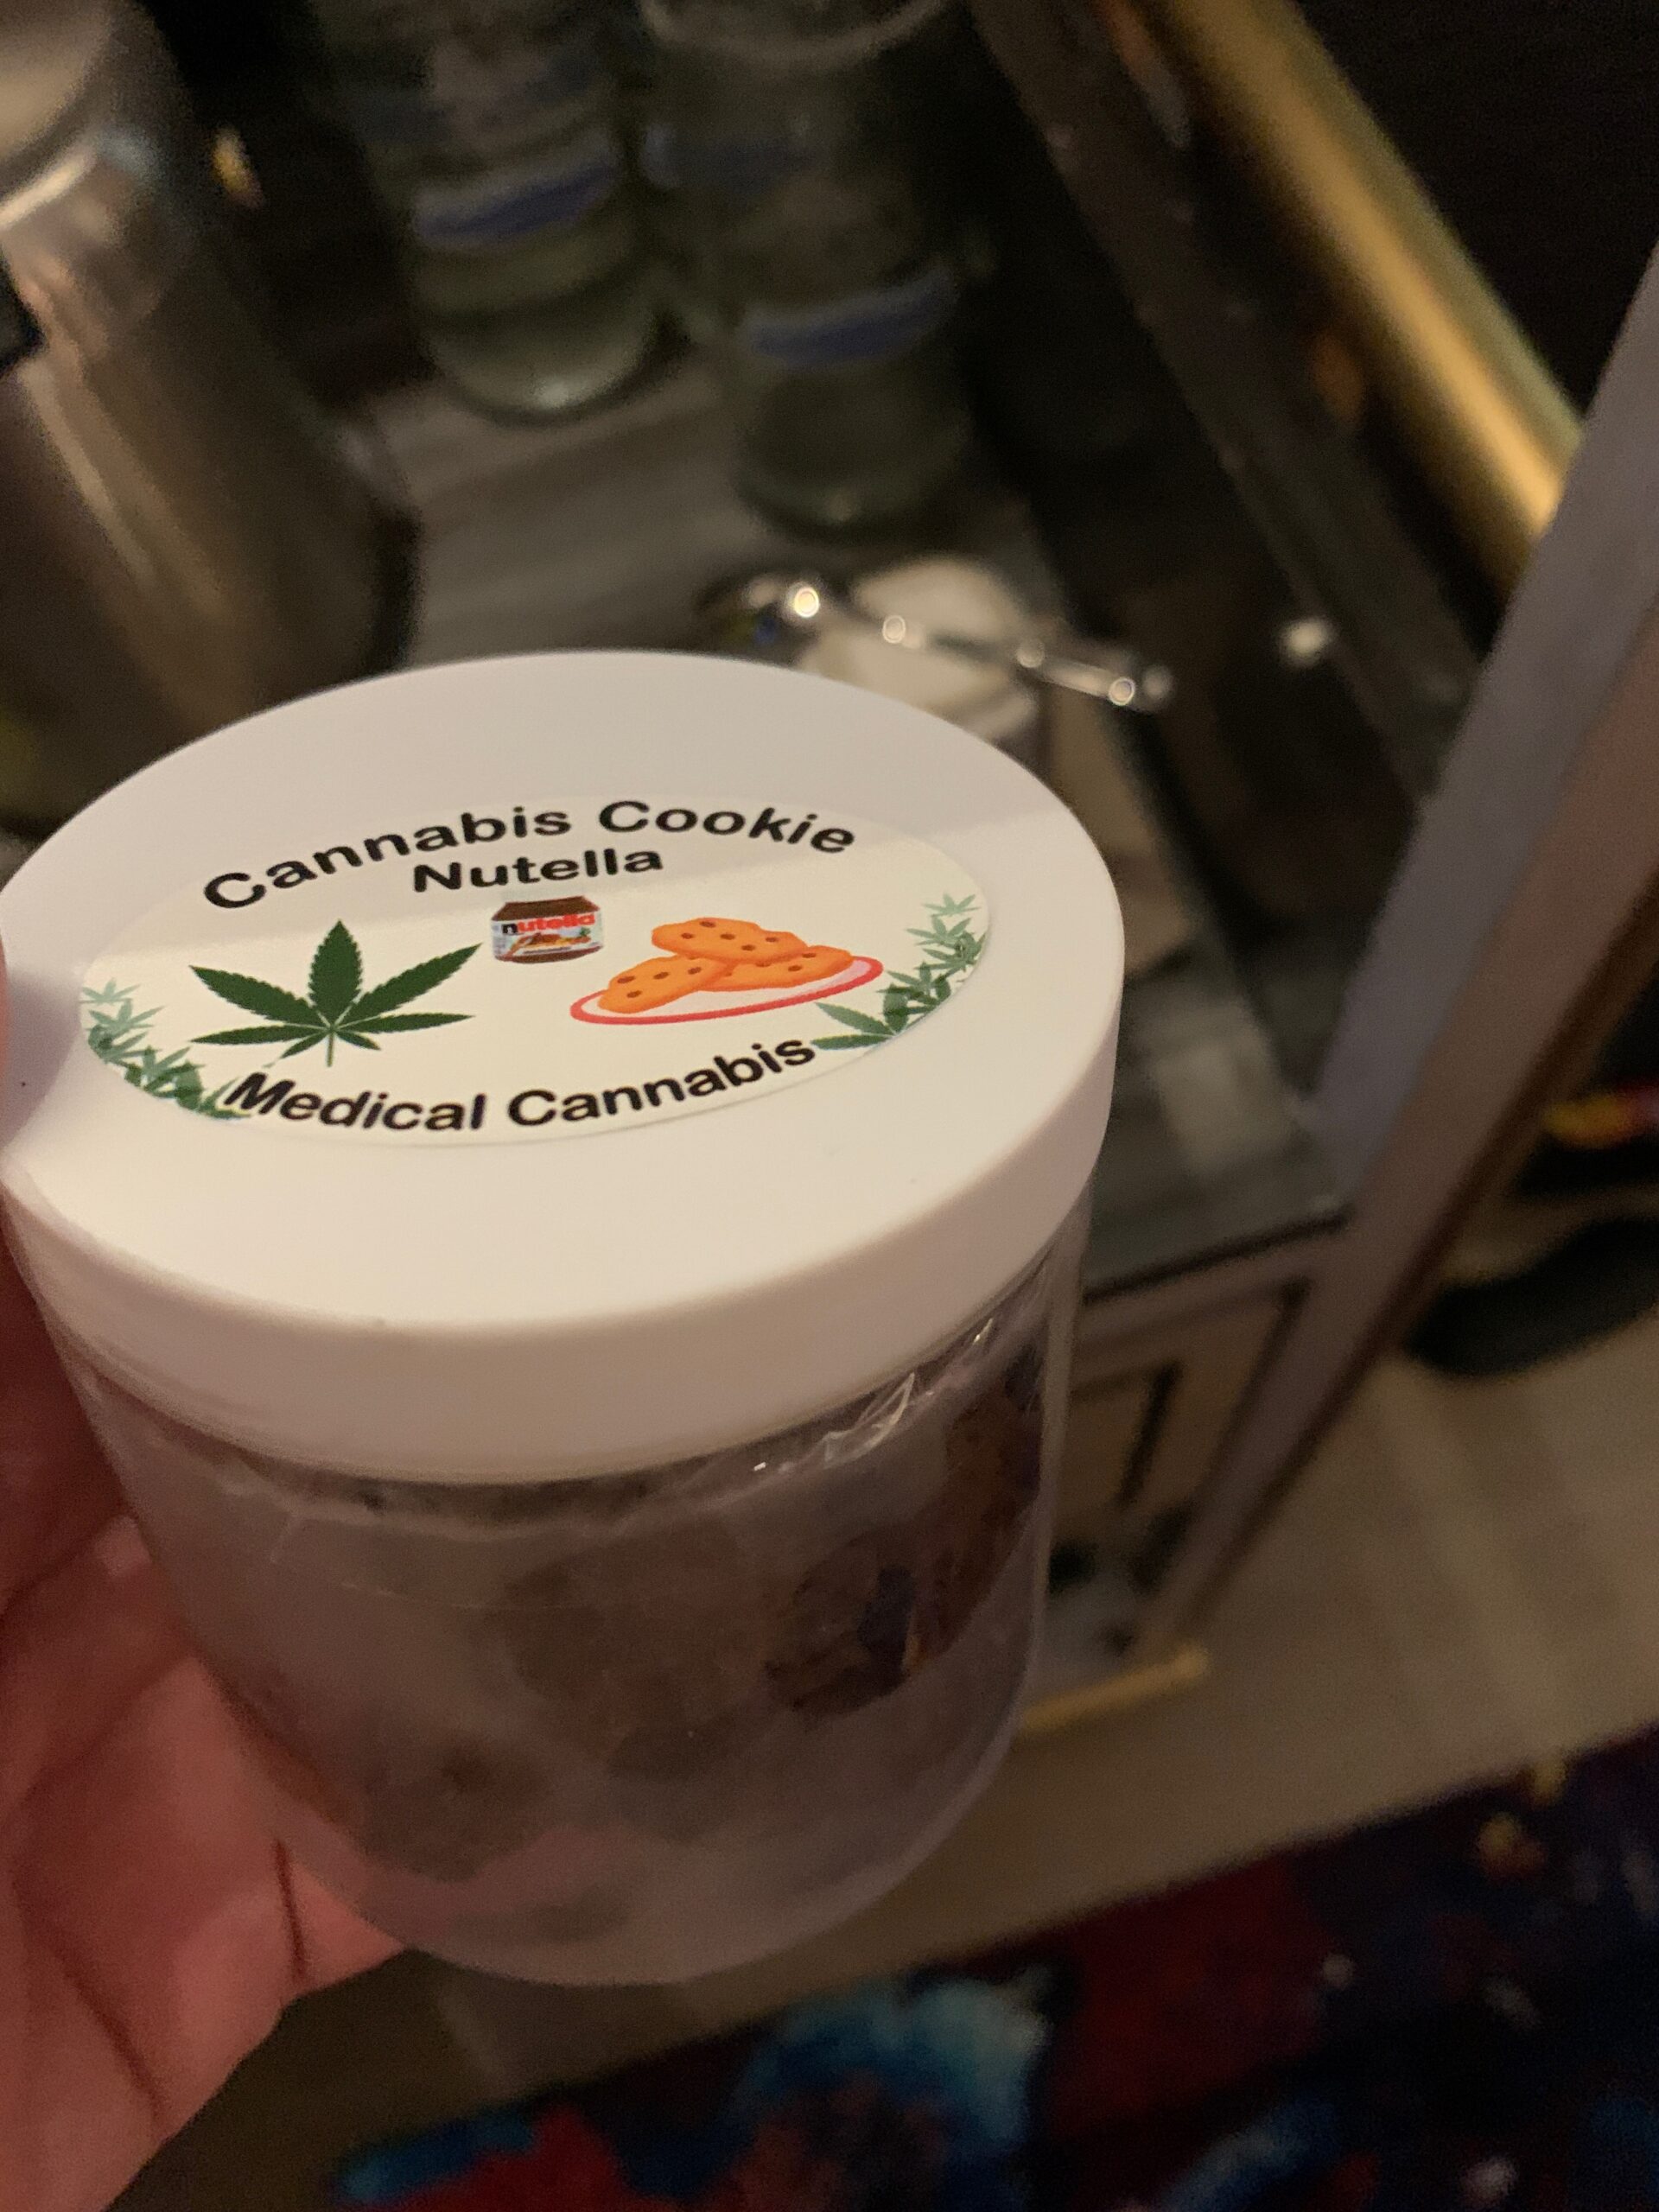 Cannabis Cookie
Nutella
nutella
Medical Cannabis